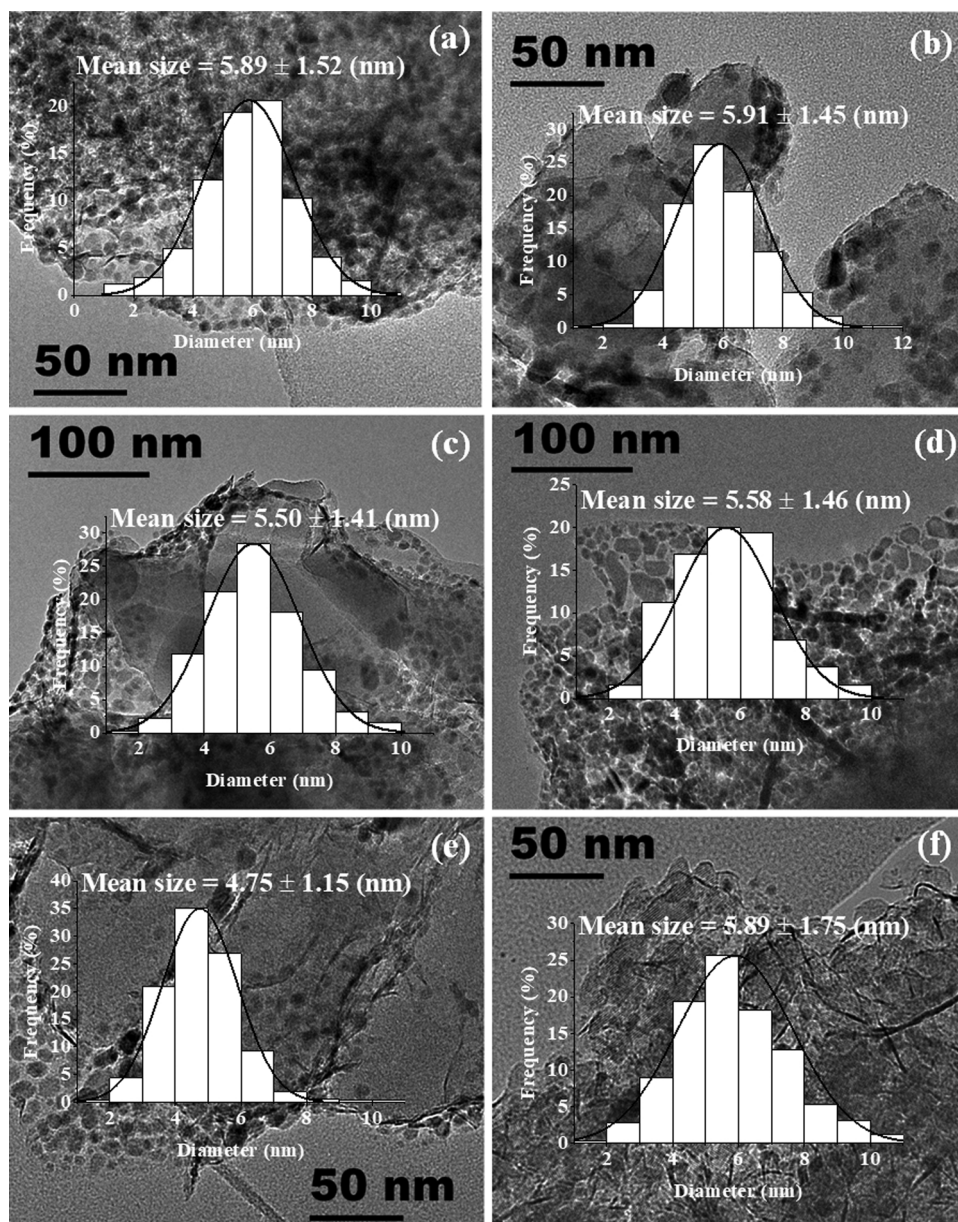 (a)
Mean size = 5.89 ± 1.52 (nm)
Frequency (%)
20
15
10
5
0
0 2 4 6 8 10
Diameter (nm)
50 nm
50 nm
(b)
Mean size = 5.91 ± 1.45 (nm)
Frequency (%)
30
25
20
15
10
5
0
2 4 6 8 10 12
Diameter (nm)
100 nm
(c)
Mean size = 5.50 ± 1.41 (nm)
Frequency (%)
30
25
20
15
10
5
0
2 4 6 8 10
Diameter (nm)
100 nm
(d)
Mean size = 5.58 ± 1.46 (nm)
Frequency (%)
25
20
15
10
5
0
2 4 6 8 10
Diameter (nm)
(e)
Mean size = 4.75 ± 1.15 (nm)
Frequency (%)
40
35
30
25
20
15
10
5
0
2 4 6 8 10
Diameter (nm)
50 nm
50 nm
(f)
Mean size = 5.89 ± 1.75 (nm)
Frequency (%)
30
25
20
15
10
5
0
2 4 6 8 10
Diameter (nm)